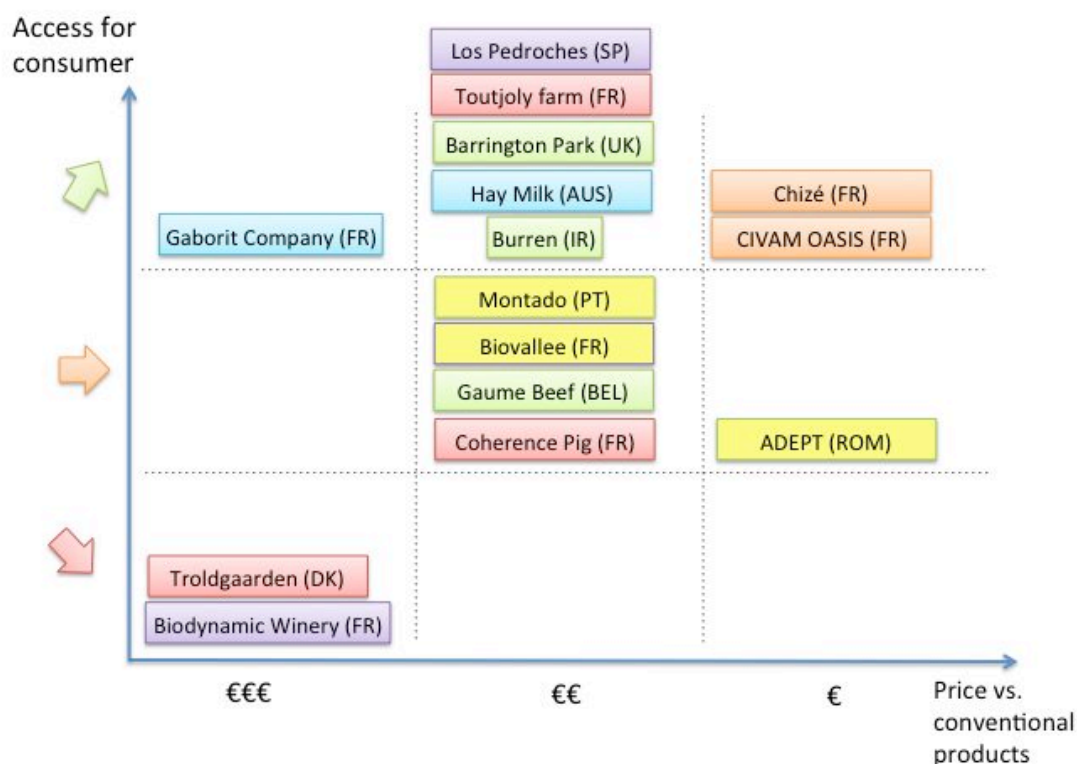 Access for
consumer
Los Pedroches (SP)
Toutjoly farm (FR)
Barrington Park (UK)
Hay Milk (AUS)
Chizé (FR)
Gaborit Company (FR)
Burren (IR)
CIVAM OASIS (FR)
Montado (PT)
Biovallee (FR)
Gaume Beef (BEL)
Coherence Pig (FR)
ADEPT (ROM)
Troldgaarden (DK)
Biodynamic Winery (FR)
€€€
€€
€
Price vs.
conventional
products